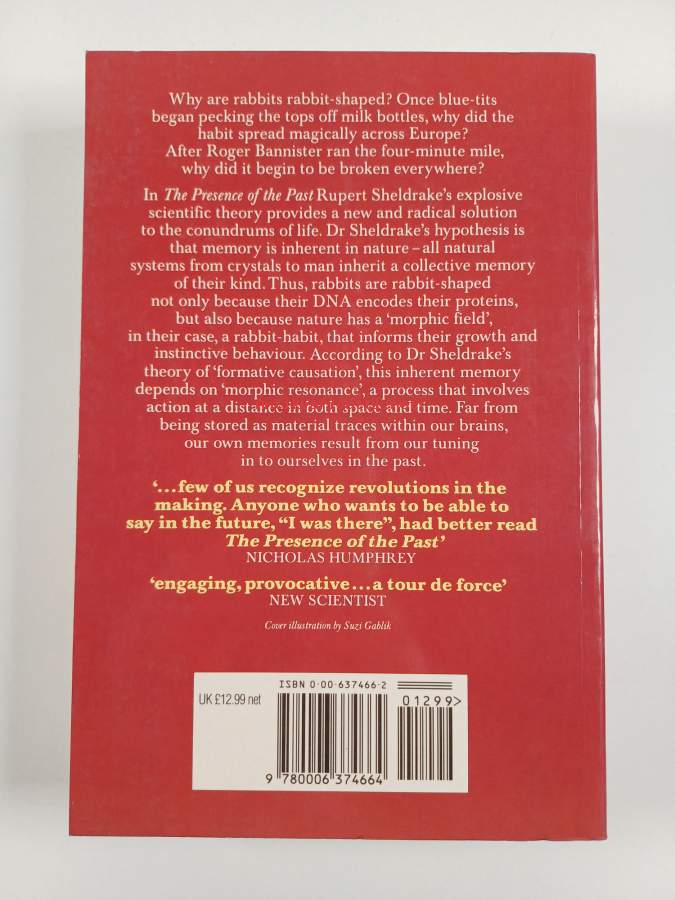 Why are rabbits rabbit-shaped? Once blue-tits
began pecking the tops off milk bottles, why did the
habit spread magically across Europe?
After Roger Bannister ran the four-minute mile,
why did it begin to be broken everywhere?
In The Presence of the Past Rupert Sheldrake's explosive
scientific theory provides a new and radical solution
to the conundrums of life. Dr Sheldrake's hypothesis is
that memory is inherent in nature – all natural
systems from crystals to man inherit a collective memory
of their kind. Thus, rabbits are rabbit-shaped
not only because their DNA encodes their proteins,
but also because nature has a 'morphic field',
in their case, a rabbit-habit, that informs their growth and
instinctive behaviour. According to Dr Sheldrake's
theory of 'formative causation', this inherent memory
depends on 'morphic resonance', a process that involves
action at a distance in both space and time. Far from
being stored as material traces within our brains,
our own memories result from our tuning
in to ourselves in the past.
'...few of us recognize revolutions in the
making. Anyone who wants to be able to
say in the future, "I was there", had better read
The Presence of the Past'
NICHOLAS HUMPHREY
'engaging, provocative...a tour de force'
NEW SCIENTIST
Cover illustration by Suzi Gablik
ISBN 0-00-637466-2
UK £12.99 net
01299>
9 780006 374664